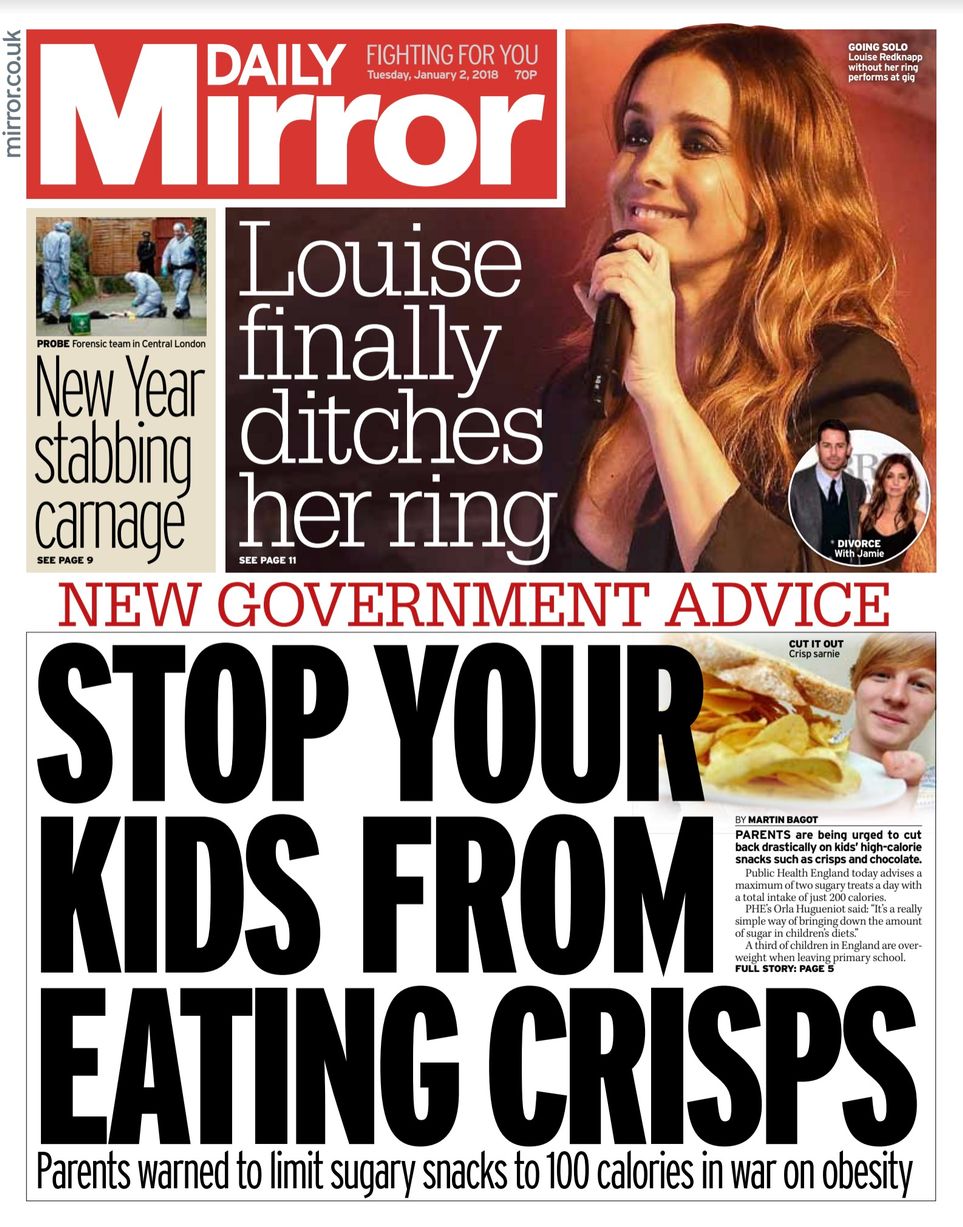 mirror.co.uk
DAILY
Mirror
FIGHTING FOR YOU
Tuesday, January 2, 2018 70P
GOING SOLO
Louise Redknapp
without her ring
performs at gig
PROBE Forensic team in Central London
New Year
stabbing
carnage
SEE PAGE 9
Louise
finally
ditches
her ring
SEE PAGE 11
DIVORCE
With Jamie
NEW GOVERNMENT ADVICE
STOP YOUR
KIDS FROM
EATING CRISPS
CUT IT OUT
Crisp sarnie
BY MARTIN BAGOT
PARENTS are being urged to cut
back drastically on kids' high-calorie
snacks such as crisps and chocolate.
Public Health England today advises a
maximum of two sugary treats a day with
a total intake of just 200 calories.
PHE's Orla Hugueniot said: "It's a really
simple way of bringing down the amount
of sugar in children's diets."
A third of children in England are over-
weight when leaving primary school.
FULL STORY: PAGE 5
Parents warned to limit sugary snacks to 100 calories in war on obesity